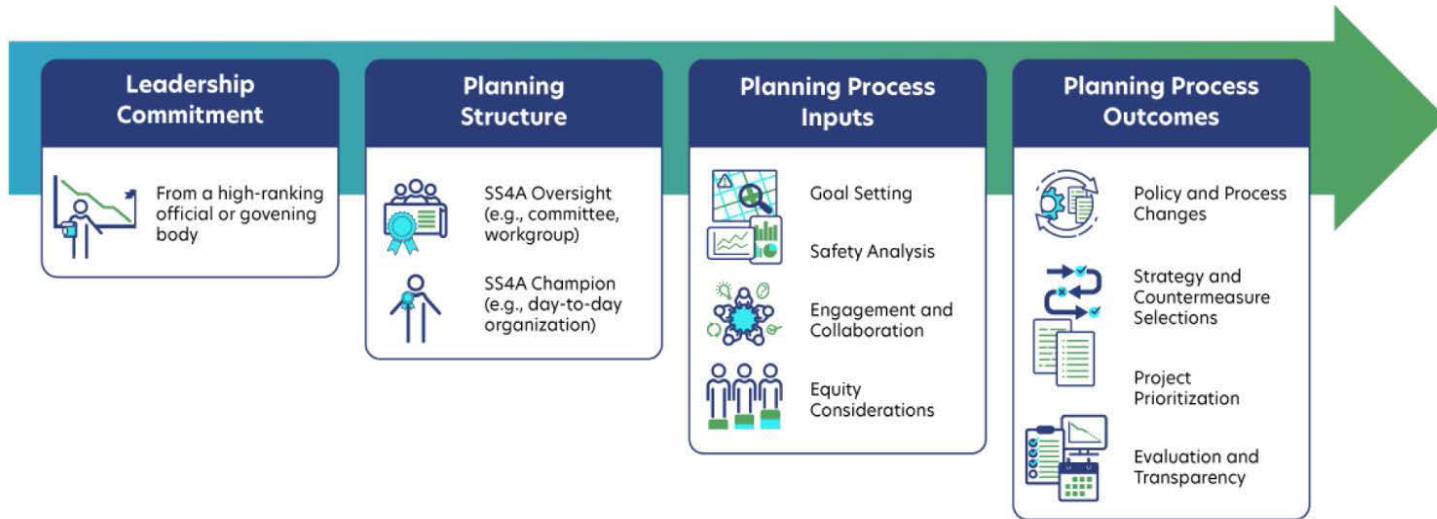 Leadership
Commitment
From a high-ranking
official or govening
body
Planning
Structure
SS4A Oversight
(e.g., committee,
workgroup)
SS4A Champion
(e.g., day-to-day
organization)
Planning Process
Inputs
Goal Setting
Safety Analysis
Engagement and
Collaboration
Equity
Considerations
Planning Process
Outcomes
Policy and Process
Changes
Strategy and
Countermeasure
Selections
Project
Prioritization
Evaluation and
Transparency